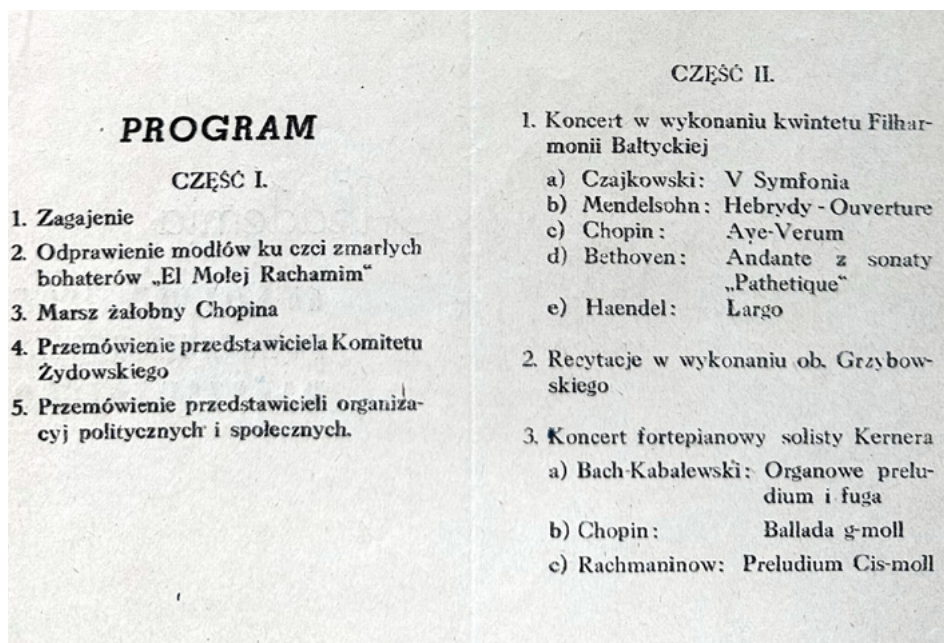 PROGRAM
CZĘŚĆ I.
1. Zagajenie
2. Odprawienie modłów ku czci zmarłych
bohaterów „El Molej Rachamim“
3. Marsz żałobny Chopina
4. Przemówienie przedstawiciela Komitetu
Żydowskiego
5. Przemówienie przedstawicieli organiza-
cyj politycznych i społecznych.
CZĘŚĆ II.
1. Koncert w wykonaniu kwintetu Filhar-
monii Bałtyckiej
a) Czajkowski: V Symfonia
b) Mendelsohn: Hebrydy - Ouverture
c) Chopin: Ave-Verum
d) Bethoven: Andante z sonaty
„Pathetique“
e) Haendel: Largo
2. Recytacje w wykonaniu ob. Grzybow-
skiego
3. Koncert fortepianowy solisty Kernera
a) Bach-Kabalewski: Organowe prelu-
dium i fuga
b) Chopin: Ballada g-moll
c) Rachmaninow: Preludium Cis-moll